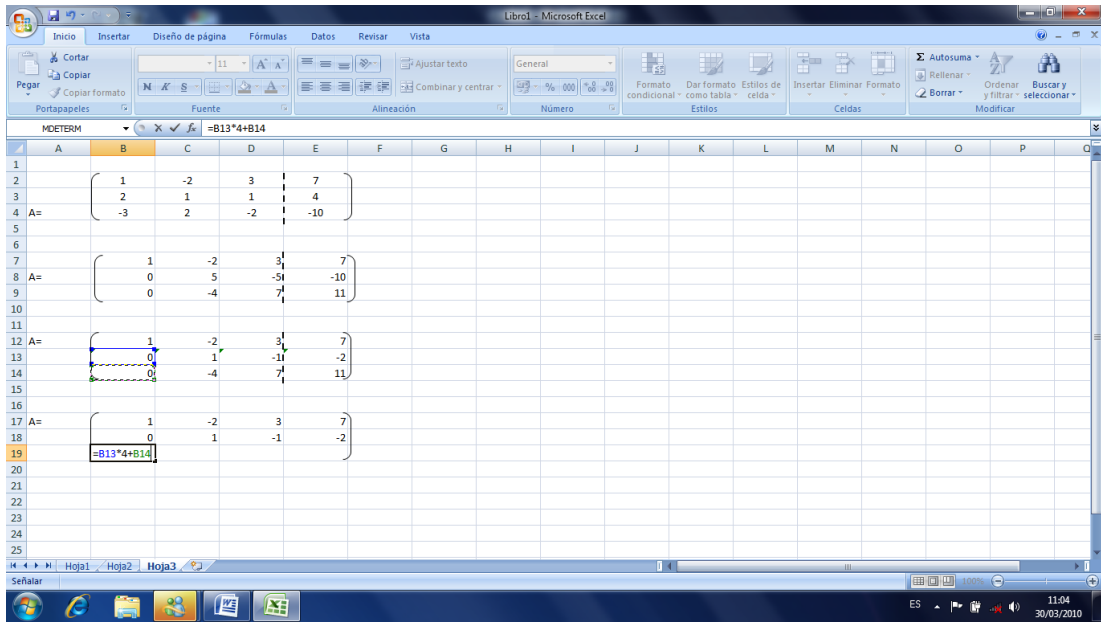 Libro1 - Microsoft Excel
Inicio Insertar Diseño de página Fórmulas Datos Revisar Vista
Pegar
Cortar
Copiar
Copiar formato
Portapapeles
11
N K S
Fuente
Ajustar texto
Combinar y centrar
Alineación
General
% 000
Número
Formato condicional
Dar formato como tabla
Estilos de celda
Estilos
Insertar Eliminar Formato
Celdas
Σ Autosuma
Rellenar
Borrar
Ordenar y filtrar
Buscar y seleccionar
Modificar
MDETERM fx =B13*4+B14
A B C D E F G H I J K L M N O P Q
1
2 1 -2 3 7
3 2 1 1 4
4 A= -3 2 -2 -10
5
6
7 1 -2 3 7
8 A= 0 5 -5 -10
9 0 -4 7 11
10
11
12 A= 1 -2 3 7
13 0 1 -1 -2
14 0 -4 7 11
15
16
17 A= 1 -2 3 7
18 0 1 -1 -2
19 =B13*4+B14
20
21
22
23
24
25
Hoja1 Hoja2 Hoja3
Señalar 100%
ES 11:04
30/03/2010